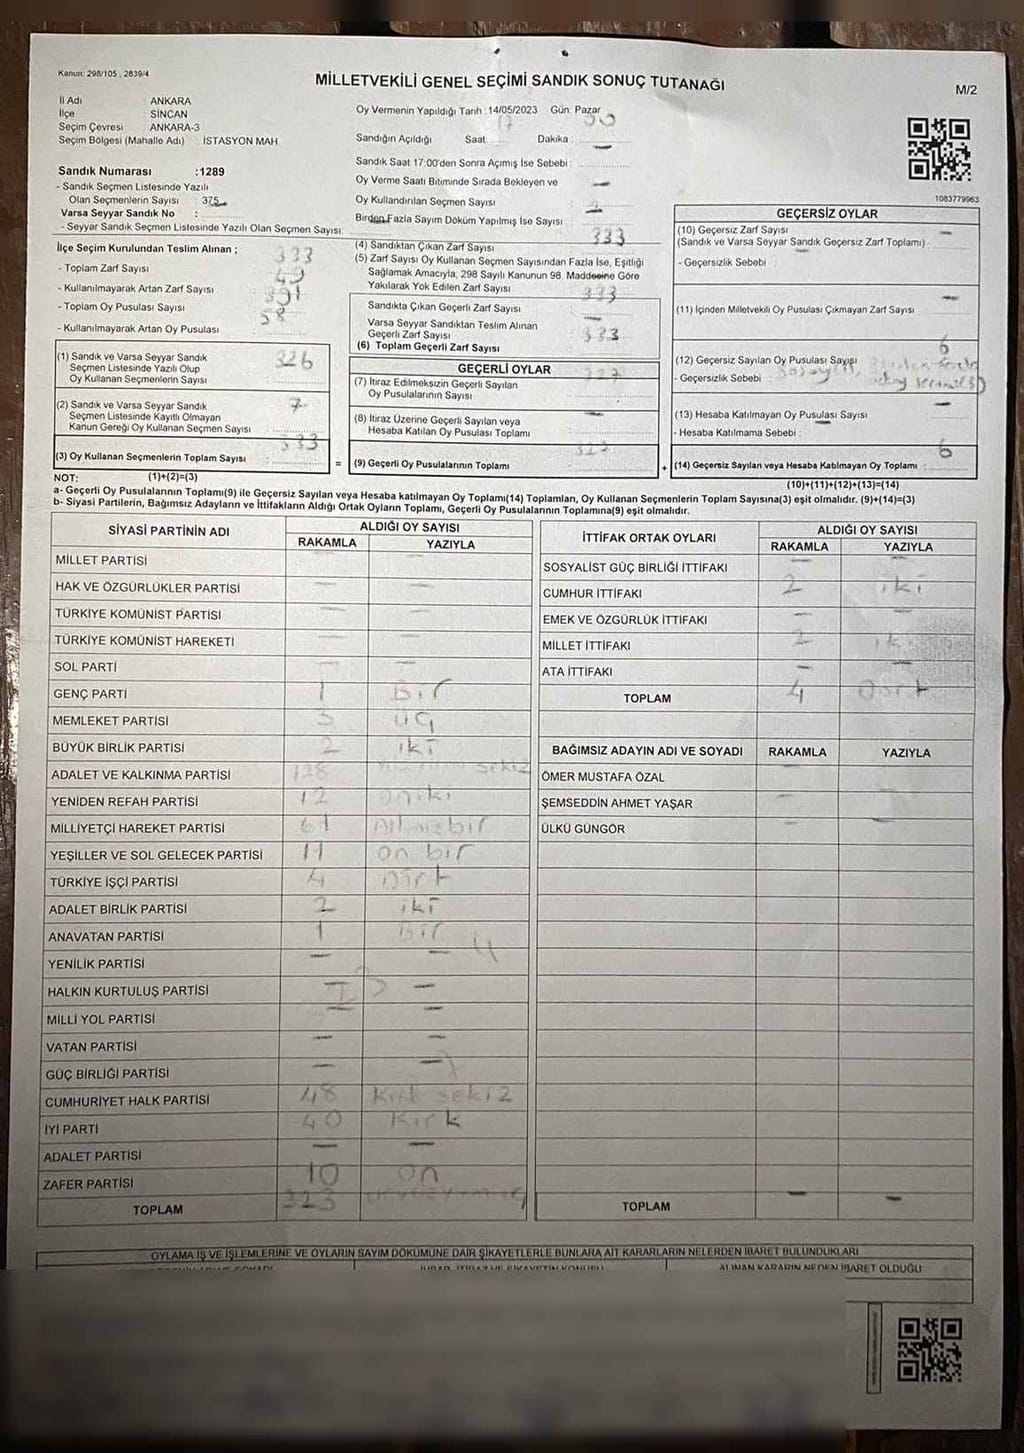 Kanun: 298/105 , 2839/4
MİLLETVEKİLİ GENEL SEÇİMİ SANDIK SONUÇ TUTANAĞI
M/2
İl Adı : ANKARA
İlçe : SİNCAN
Seçim Çevresi : ANKARA-3
Seçim Bölgesi (Mahalle Adı) : İSTASYON MAH
Sandık Numarası :1289
- Sandık Seçmen Listesinde Yazılı
Olan Seçmenlerin Sayısı : 375
Varsa Seyyar Sandık No :
- Seyyar Sandık Seçmen Listesinde Yazılı Olan Seçmen Sayısı:
Oy Vermenin Yapıldığı Tarih :14/05/2023 Gün: Pazar
Sandığın Açıldığı Saat: 17 Dakika : 30
Sandık Saat 17:00'den Sonra Açımış İse Sebebi : —
Oy Verme Saati Bitiminde Sırada Bekleyen ve
Oy Kullandırılan Seçmen Sayısı —
Birden Fazla Sayım Döküm Yapılmış İse Sayısı : 2
1083779963
İlçe Seçim Kurulundan Teslim Alınan ;
- Toplam Zarf Sayısı
- Kullanılmayarak Artan Zarf Sayısı
- Toplam Oy Pusulası Sayısı
- Kullanılmayarak Artan Oy Pusulası 58
(1) Sandık ve Varsa Seyyar Sandık
Seçmen Listesinde Yazılı Olup
Oy Kullanan Seçmenlerin Sayısı 326
(2) Sandık ve Varsa Seyyar Sandık
Seçmen Listesinde Kayıtlı Olmayan
Kanun Gereği Oy Kullanan Seçmen Sayısı 7
(3) Oy Kullanan Seçmenlerin Toplam Sayısı 333
(4) Sandıktan Çıkan Zarf Sayısı 333
(5) Zarf Sayısı Oy Kullanan Seçmen Sayısından Fazla İse, Eşitliği
Sağlamak Amacıyla, 298 Sayılı Kanunun 98. Maddesine Göre
Yakılarak Yok Edilen Zarf Sayısı
Sandıkta Çıkan Geçerli Zarf Sayısı 333
Varsa Seyyar Sandıktan Teslim Alınan
Geçerli Zarf Sayısı —
(6) Toplam Geçerli Zarf Sayısı 333
GEÇERLİ OYLAR
(7) İtiraz Edilmeksizin Geçerli Sayılan
Oy Pusulalarının Sayısı 327
(8) İtiraz Üzerine Geçerli Sayılan veya
Hesaba Katılan Oy Pusulası Toplamı —
= (9) Geçerli Oy Pusulalarının Toplamı
GEÇERSİZ OYLAR
(10) Geçersiz Zarf Sayısı
(Sandık ve Varsa Seyyar Sandık Geçersiz Zarf Toplamı) —
- Geçersizlik Sebebi :
(11) İçinden Milletvekili Oy Pusulası Çıkmayan Zarf Sayısı —
(12) Geçersiz Sayılan Oy Pusulası Sayısı 6
- Geçersizlik Sebebi :
(13) Hesaba Katılmayan Oy Pusulası Sayısı —
- Hesaba Katılmama Sebebi : —
+ (14) Geçersiz Sayılan veya Hesaba Katılmayan Oy Toplamı : 6
NOT: (1)+(2)=(3)
(10)+(11)+(12)+(13)=(14)
a- Geçerli Oy Pusulalarının Toplamı(9) ile Geçersiz Sayılan veya Hesaba katılmayan Oy Toplamı(14) Toplamları, Oy Kullanan Seçmenlerin Toplam Sayısına(3) eşit olmalıdır. (9)+(14)=(3)
b- Siyasi Partilerin, Bağımsız Adayların ve İttifakların Aldığı Ortak Oyların Toplamı, Geçerli Oy Pusulalarının Toplamına(9) eşit olmalıdır.
SİYASİ PARTİNİN ADI ALDIĞI OY SAYISI
RAKAMLA YAZIYLA
MİLLET PARTİSİ — —
HAK VE ÖZGÜRLÜKLER PARTİSİ — —
TÜRKİYE KOMÜNİST PARTİSİ — —
TÜRKİYE KOMÜNİST HAREKETİ — —
SOL PARTİ — —
GENÇ PARTİ 1 Bir
MEMLEKET PARTİSİ 3 üç
BÜYÜK BİRLİK PARTİSİ 2 iki
ADALET VE KALKINMA PARTİSİ 128 sekiz
YENİDEN REFAH PARTİSİ 12 oniki
MİLLİYETÇİ HAREKET PARTİSİ 61 Altmışbir
YEŞİLLER VE SOL GELECEK PARTİSİ 11 on bir
TÜRKİYE İŞÇİ PARTİSİ 4 Dört
ADALET BİRLİK PARTİSİ 2 iki
ANAVATAN PARTİSİ 1 Bir
YENİLİK PARTİSİ — —
HALKIN KURTULUŞ PARTİSİ —
MİLLİ YOL PARTİSİ — —
VATAN PARTİSİ — —
GÜÇ BİRLİĞİ PARTİSİ — —
CUMHURİYET HALK PARTİSİ 48 Kırk sekiz
İYİ PARTİ 40 Kırk
ADALET PARTİSİ — —
ZAFER PARTİSİ 10 on
TOPLAM 323
İTTİFAK ORTAK OYLARI ALDIĞI OY SAYISI
RAKAMLA YAZIYLA
SOSYALİST GÜÇ BİRLİĞİ İTTİFAKI — —
CUMHUR İTTİFAKI 2 iki
EMEK VE ÖZGÜRLÜK İTTİFAKI — —
MİLLET İTTİFAKI 2 iki
ATA İTTİFAKI — —
TOPLAM 4 Dört
BAĞIMSIZ ADAYIN ADI VE SOYADI RAKAMLA YAZIYLA
ÖMER MUSTAFA ÖZAL
ŞEMSEDDİN AHMET YAŞAR —
ÜLKÜ GÜNGÖR — —
TOPLAM — —
OYLAMA İŞ VE İŞLEMLERİNE VE OYLARIN SAYIM DÖKÜMÜNE DAİR ŞİKAYETLERLE BUNLARA AİT KARARLARIN NELERDEN İBARET BULUNDUKLARI
ALINAN KARARIN NEDEN İBARET OLDUĞU